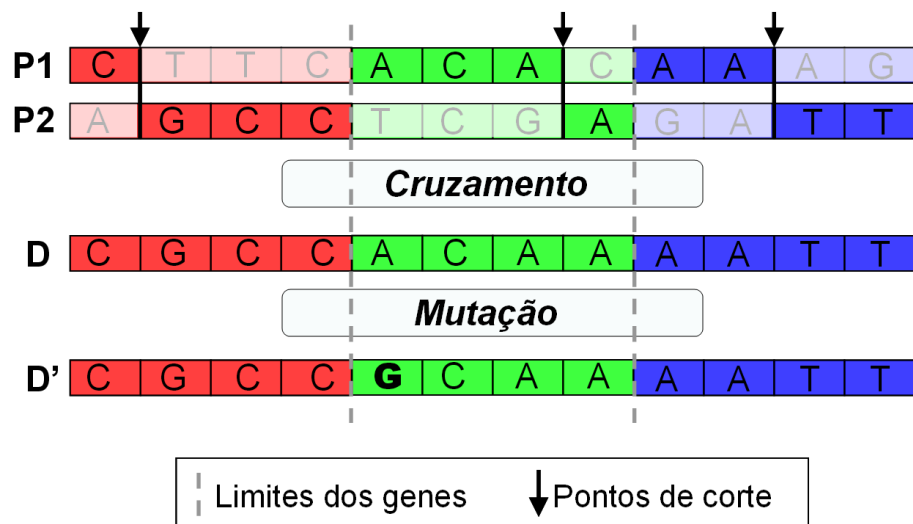 P1 C T T C A C A C A A A G
P2 A G C C T C G A G A T T
Cruzamento
D C G C C A C A A A A T T
Mutação
D’ C G C C G C A A A A T T
Limites dos genes Pontos de corte